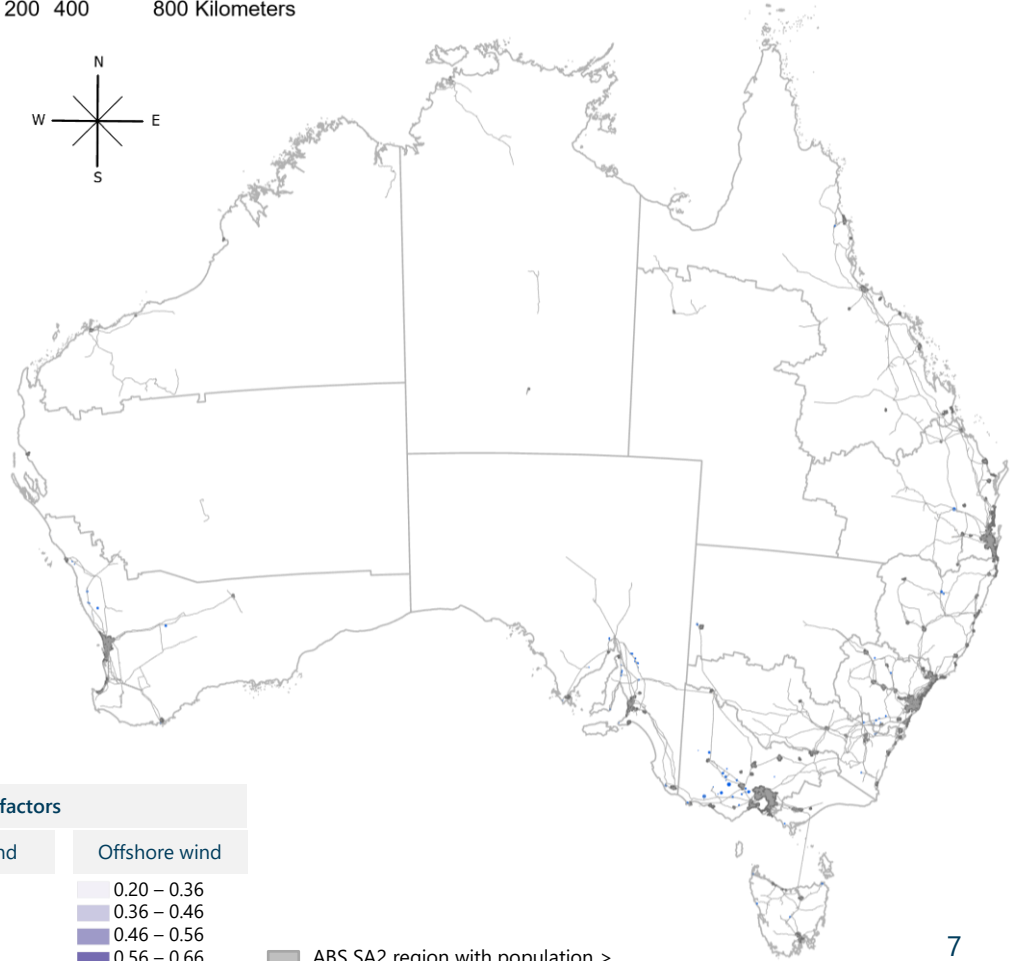 200 400 800 Kilometers
N
W E
S
factors
nd Offshore wind
0.20 – 0.36
0.36 – 0.46
0.46 – 0.56
0.56 – 0.66
ABS SA2 region with population >
7